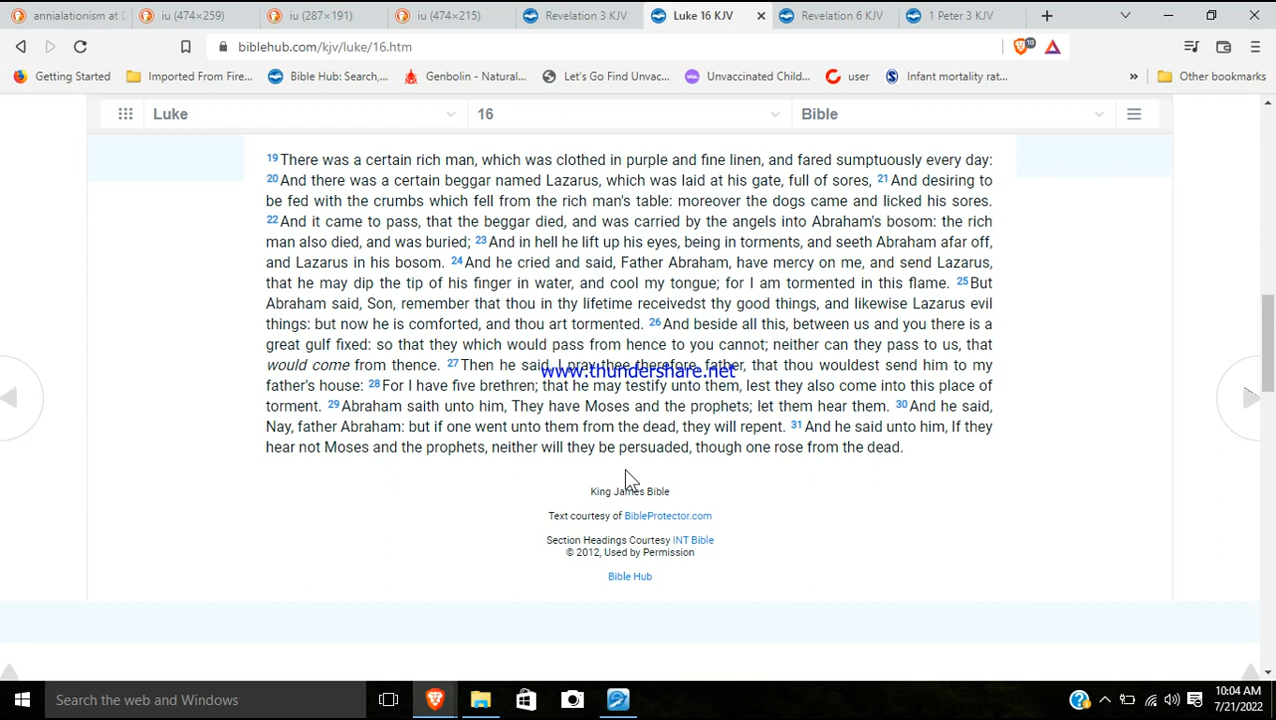 annialationism at D
iu (474×259)
iu (287×191)
iu (474×215)
Revelation 3 KJV
Luke 16 KJV
Revelation 6 KJV
1 Peter 3 KJV
biblehub.com/kjv/luke/16.htm
10
Getting Started
Imported From Fire...
Bible Hub: Search,...
Genbolin - Natural...
Let's Go Find Unvac...
Unvaccinated Child...
user
Infant mortality rat...
»
Other bookmarks
Luke
16
Bible
19 There was a certain rich man, which was clothed in purple and fine linen, and fared sumptuously every day:
20 And there was a certain beggar named Lazarus, which was laid at his gate, full of sores, 21 And desiring to
be fed with the crumbs which fell from the rich man's table: moreover the dogs came and licked his sores.
22 And it came to pass, that the beggar died, and was carried by the angels into Abraham's bosom: the rich
man also died, and was buried; 23 And in hell he lift up his eyes, being in torments, and seeth Abraham afar off,
and Lazarus in his bosom. 24 And he cried and said, Father Abraham, have mercy on me, and send Lazarus,
that he may dip the tip of his finger in water, and cool my tongue; for I am tormented in this flame. 25 But
Abraham said, Son, remember that thou in thy lifetime receivedst thy good things, and likewise Lazarus evil
things: but now he is comforted, and thou art tormented. 26 And beside all this, between us and you there is a
great gulf fixed: so that they which would pass from hence to you cannot; neither can they pass to us, that
would come from thence. 27 Then he said, I pray thee therefore, father, that thou wouldest send him to my
www.thundershare.net
father's house: 28 For I have five brethren; that he may testify unto them, lest they also come into this place of
torment. 29 Abraham saith unto him, They have Moses and the prophets; let them hear them. 30 And he said,
Nay, father Abraham: but if one went unto them from the dead, they will repent. 31 And he said unto him, If they
hear not Moses and the prophets, neither will they be persuaded, though one rose from the dead.
King James Bible
Text courtesy of BibleProtector.com
Section Headings Courtesy INT Bible
© 2012, Used by Permission
Bible Hub
Search the web and Windows
10:04 AM
7/21/2022